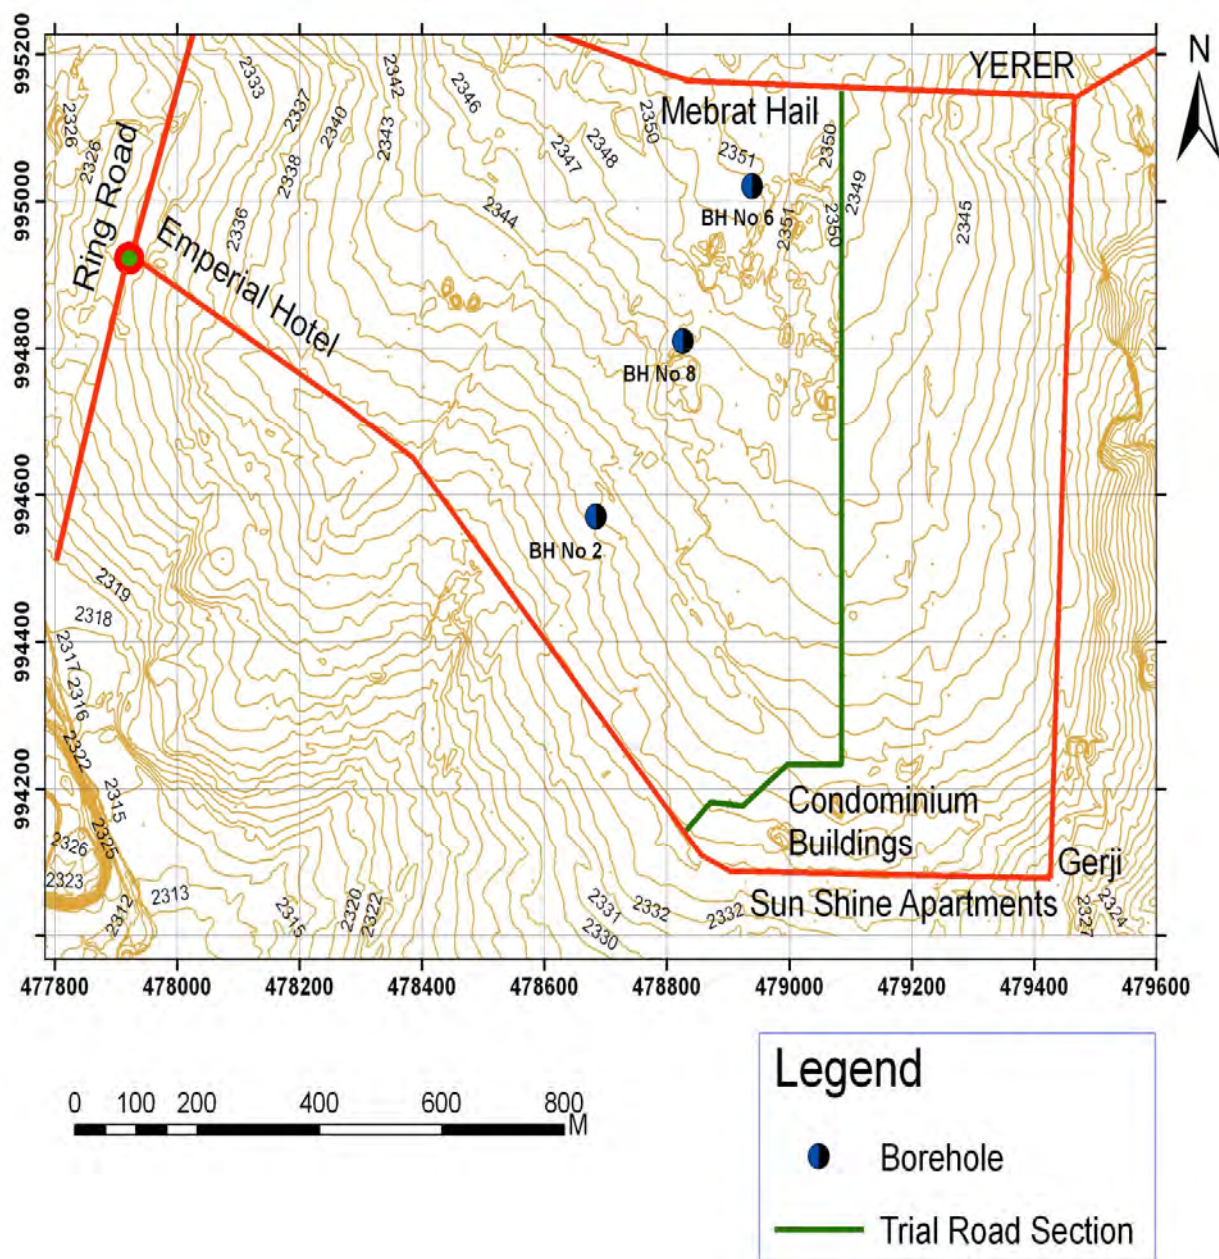 N
995200
995000
994800
994600
994400
994200
YERER
Mebrat Hail
Ring Road
Emperial Hotel
BH No 6
BH No 8
BH No 2
Condominium
Buildings
Gerji
Sun Shine Apartments
2333
2337
2340
2338
2336
2342
2343
2346
2347
2348
2344
2350
2351
2350
2351
2350
2349
2345
2326
2326
2319
2318
2317
2316
2322
2315
2325
2326
2323
2312
2313
2315
2320
2322
2331
2332
2330
2332
2327
2324
477800 478000 478200 478400 478600 478800 479000 479200 479400 479600
0 100 200 400 600 800
M
Legend
Borehole
Trial Road Section